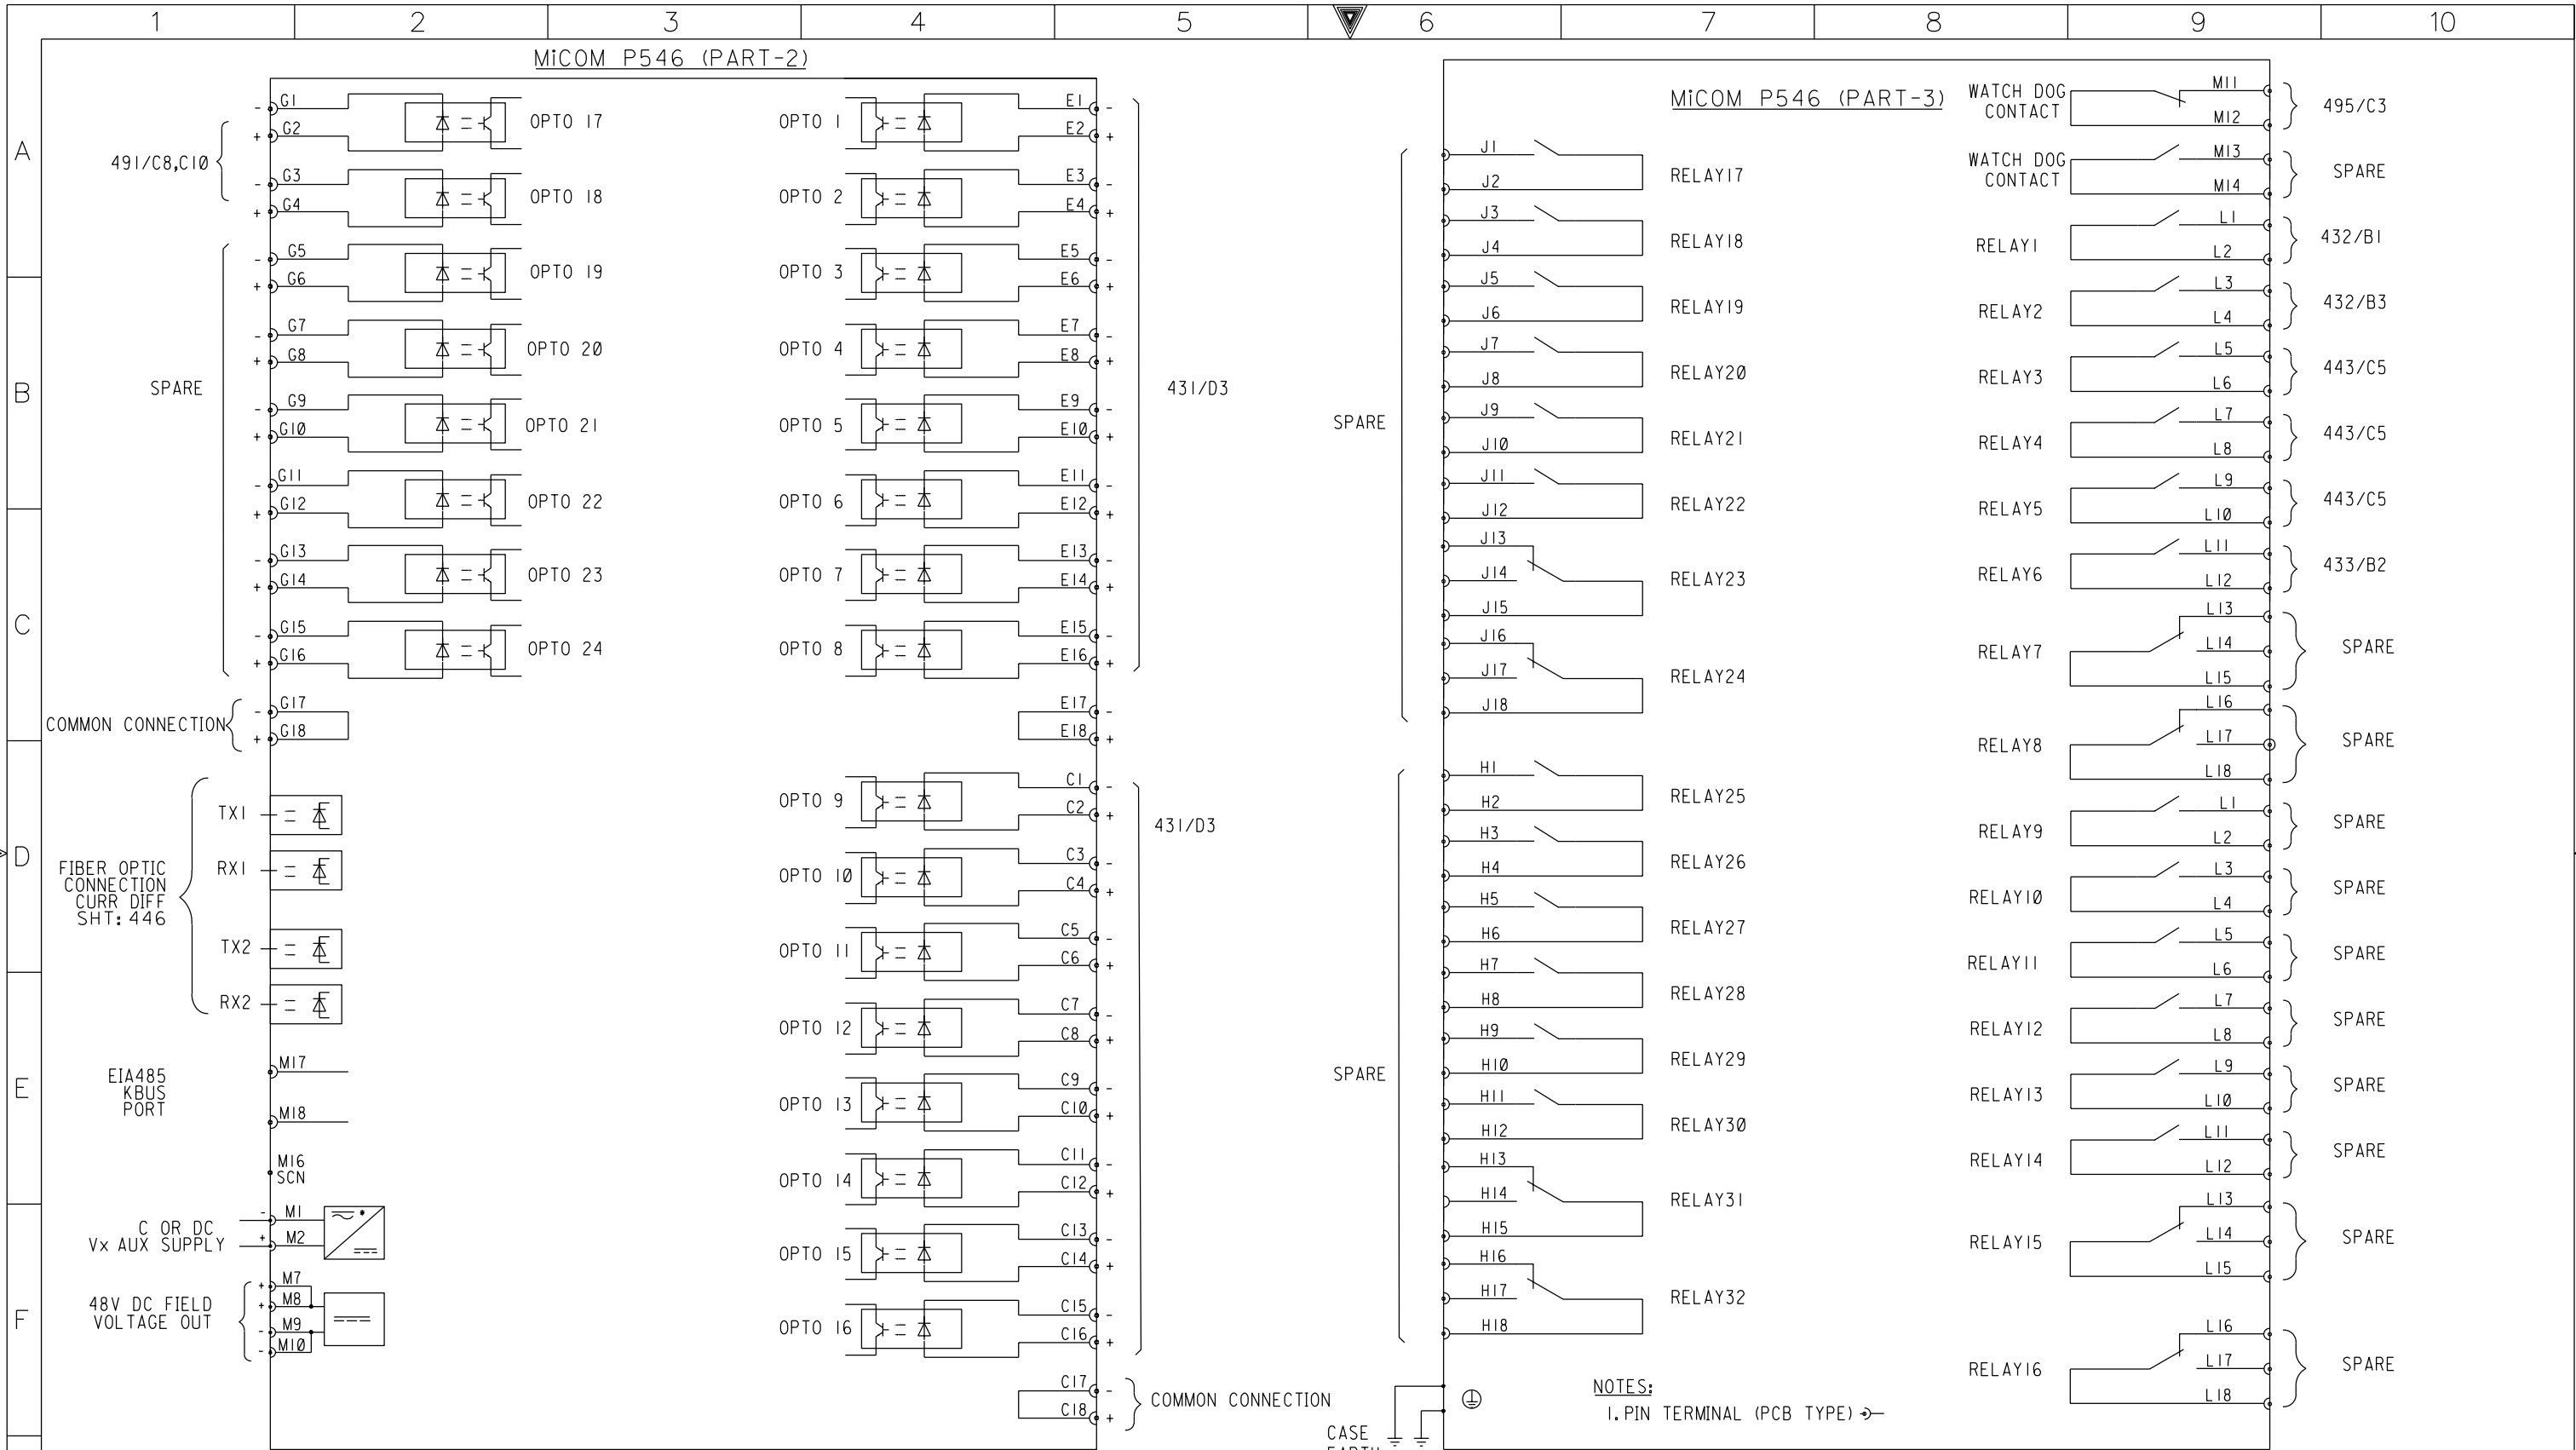 1 2 3 4 5 6 7 8 9 10
A
B
C
D
E
F
MiCOM P546 (PART-2)
G1
- 
G2
+
OPTO 17
491/C8,C10
G3
-
G4
+
OPTO 18
G5
-
G6
+
OPTO 19
G7
-
G8
+
OPTO 20
SPARE
G9
-
G10
+
OPTO 21
G11
-
G12
+
OPTO 22
G13
-
G14
+
OPTO 23
G15
-
G16
+
OPTO 24
COMMON CONNECTION
G17
-
G18
+
TX1
RX1
FIBER OPTIC
CONNECTION
CURR DIFF
SHT:446
TX2
RX2
EIA485
KBUS
PORT
M17
M18
M16
SCN
C OR DC
Vx AUX SUPPLY
- M1
+ M2
48V DC FIELD
VOLTAGE OUT
+ M7
+ M8
- M9
- M10
OPTO 1
E1 -
E2 +
OPTO 2
E3 -
E4 +
OPTO 3
E5 -
E6 +
OPTO 4
E7 -
E8 +
431/D3
OPTO 5
E9 -
E10 +
OPTO 6
E11 -
E12 +
OPTO 7
E13 -
E14 +
OPTO 8
E15 -
E16 +
E17 -
E18 +
OPTO 9
C1 -
C2 +
431/D3
OPTO 10
C3 -
C4 +
OPTO 11
C5 -
C6 +
OPTO 12
C7 -
C8 +
OPTO 13
C9 -
C10 +
OPTO 14
C11 -
C12 +
OPTO 15
C13 -
C14 +
OPTO 16
C15 -
C16 +
C17 -
C18 +
COMMON CONNECTION
MiCOM P546 (PART-3)
J1
J2
RELAY17
J3
J4
RELAY18
J5
J6
RELAY19
J7
J8
RELAY20
SPARE
J9
J10
RELAY21
J11
J12
RELAY22
J13
J14
J15
RELAY23
J16
J17
J18
RELAY24
H1
H2
RELAY25
H3
H4
RELAY26
H5
H6
RELAY27
H7
H8
RELAY28
SPARE
H9
H10
RELAY29
H11
H12
RELAY30
H13
H14
H15
RELAY31
H16
H17
H18
RELAY32
CASE
NOTES:
1.PIN TERMINAL (PCB TYPE)
WATCH DOG
CONTACT
M11
M12
495/C3
WATCH DOG
CONTACT
M13
M14
SPARE
RELAY1
L1
L2
432/B1
RELAY2
L3
L4
432/B3
RELAY3
L5
L6
443/C5
RELAY4
L7
L8
443/C5
RELAY5
L9
L10
443/C5
RELAY6
L11
L12
433/B2
RELAY7
L13
L14
L15
SPARE
RELAY8
L16
L17
L18
SPARE
RELAY9
L1
L2
SPARE
RELAY10
L3
L4
SPARE
RELAY11
L5
L6
SPARE
RELAY12
L7
L8
SPARE
RELAY13
L9
L10
SPARE
RELAY14
L11
L12
SPARE
RELAY15
L13
L14
L15
SPARE
RELAY16
L16
L17
L18
SPARE